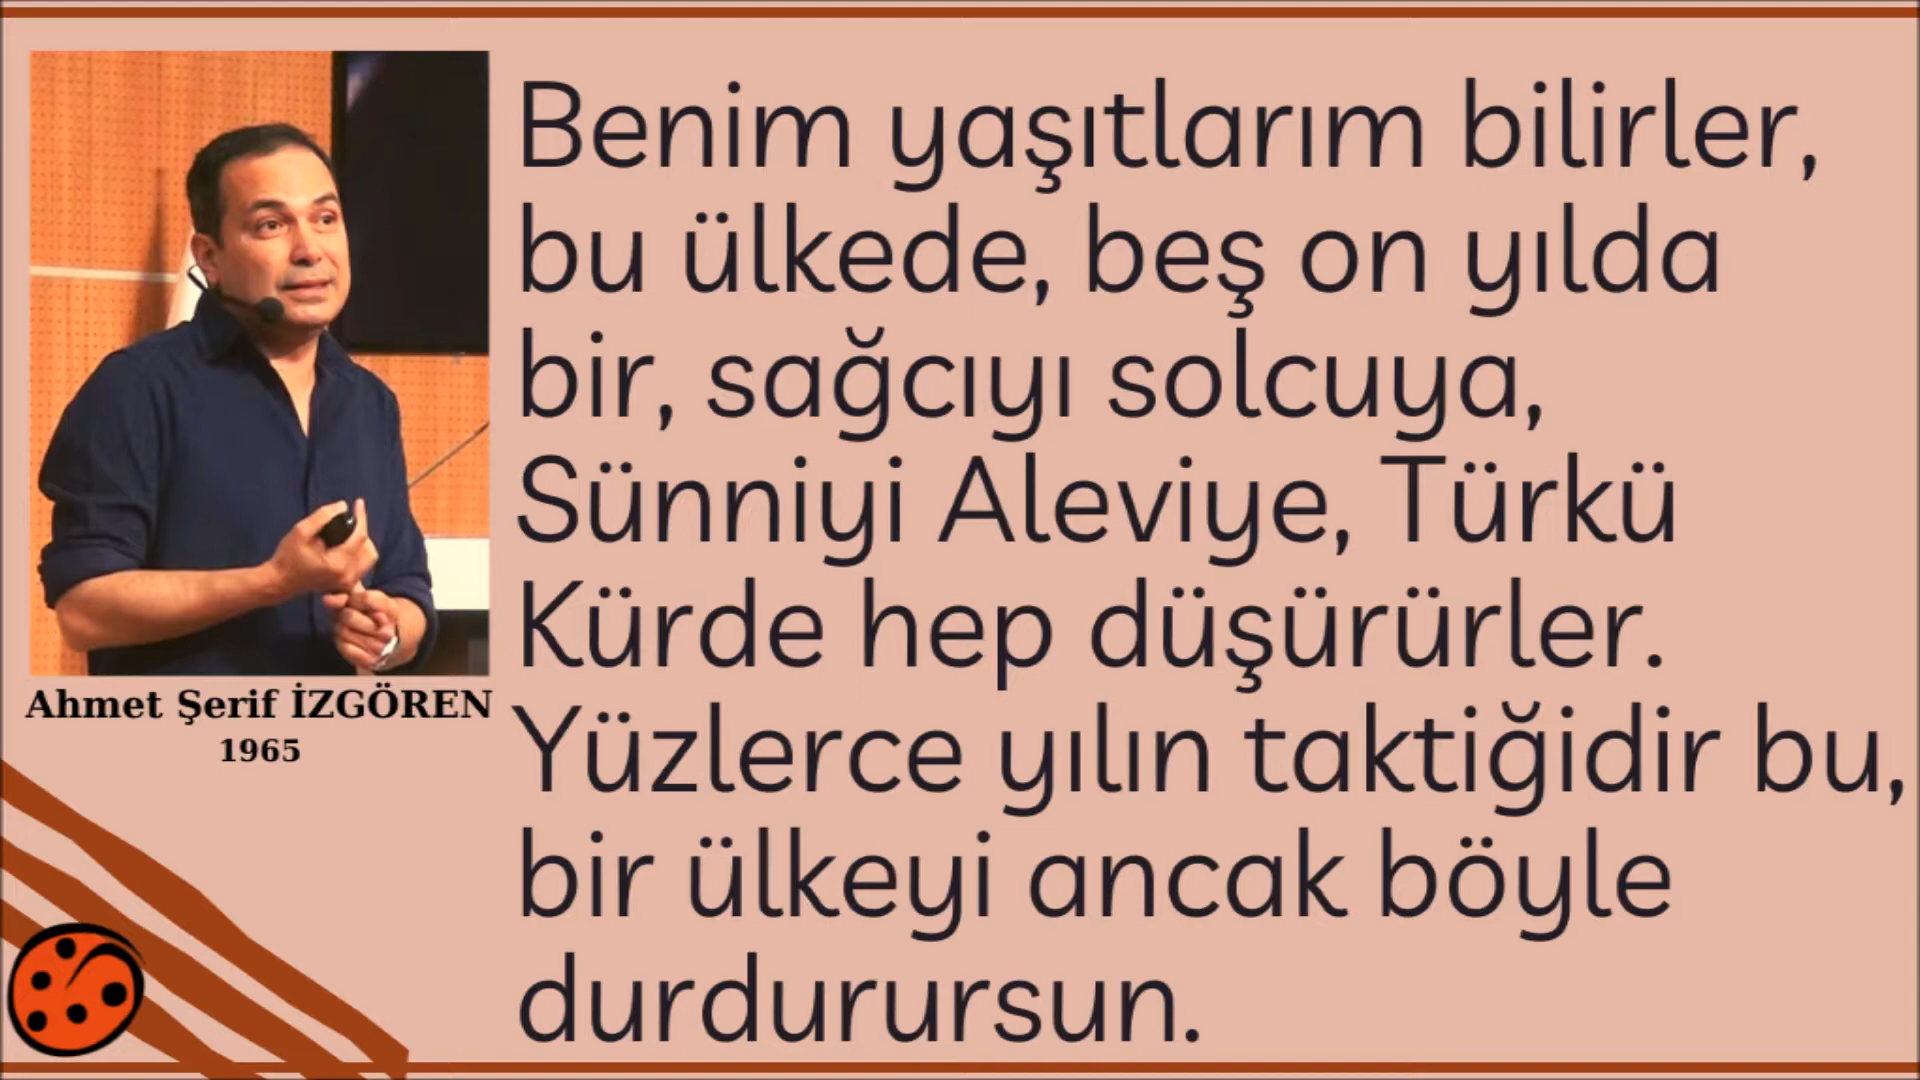 Benim yaşıtlarım bilirler,
bu ülkede, beş on yılda
bir, sağcıyı solcuya,
Sünniyi Aleviye, Türkü
Kürde hep düşürürler.
Yüzlerce yılın taktiğidir bu,
bir ülkeyi ancak böyle
durdurursun.
Ahmet Şerif İZGÖREN
1965